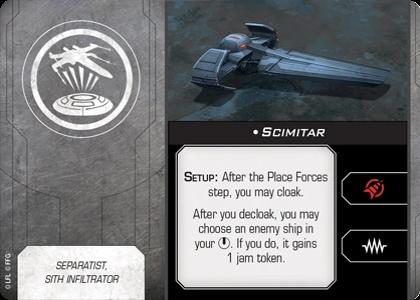 • SCIMITAR
SETUP: After the Place Forces
step, you may cloak.
After you decloak, you may
choose an enemy ship in
your . If you do, it gains
1 jam token.
SEPARATIST,
SITH INFILTRATOR
© LFL © FFG